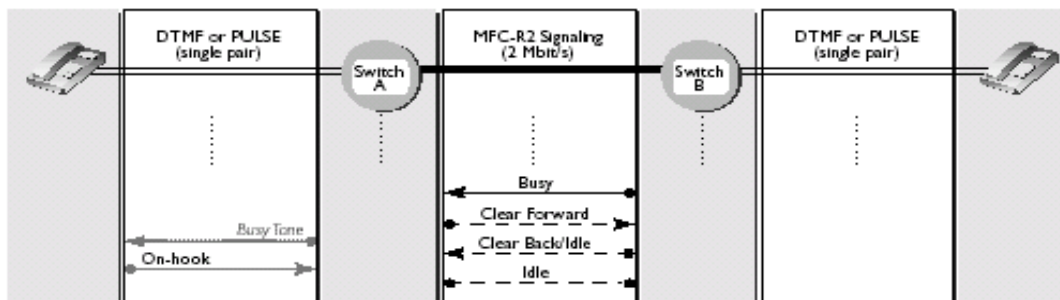 DTMF or PULSE
(single pair)
MFC-R2 Signaling
(2 Mbit/s)
DTMF or PULSE
(single pair)
Switch
A
Switch
B
Busy
Clear Forward
Busy Tone
Clear Back/Idle
On-hook
Idle